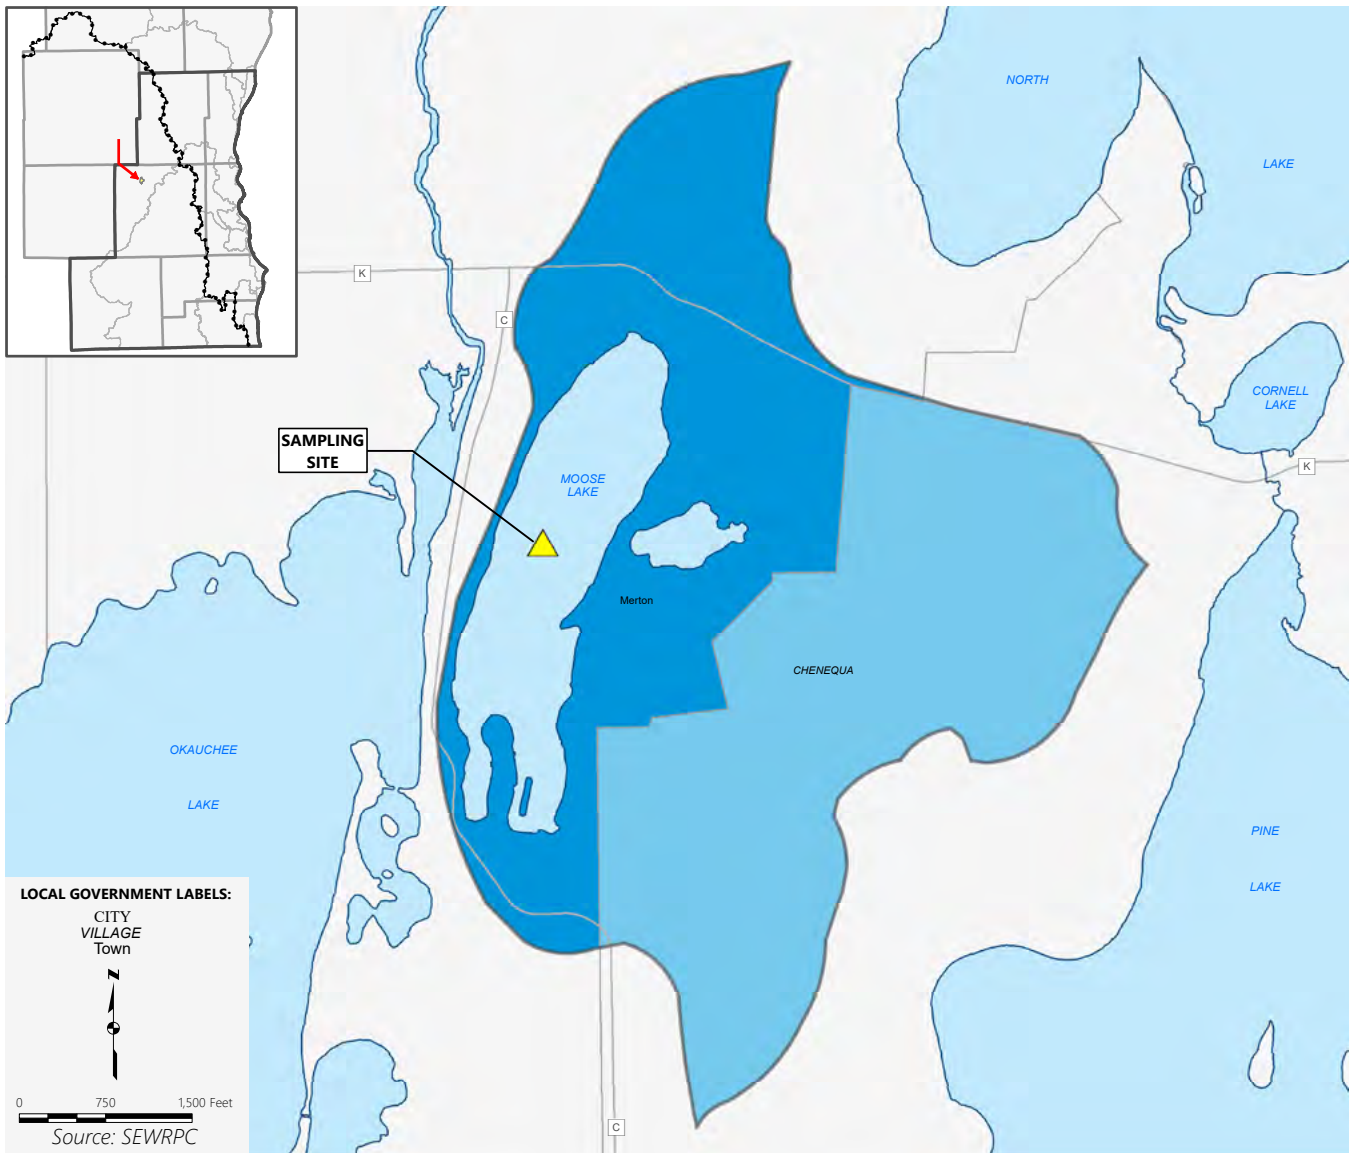 NORTH
LAKE
K
C
CORNELL
LAKE
SAMPLING
SITE
K
MOOSE
LAKE
Merton
CHENEQUA
OKAUCHEE
LAKE
PINE
LAKE
LOCAL GOVERNMENT LABELS:
CITY
VILLAGE
Town
N
0 750 1,500 Feet
Source: SEWRPC
C